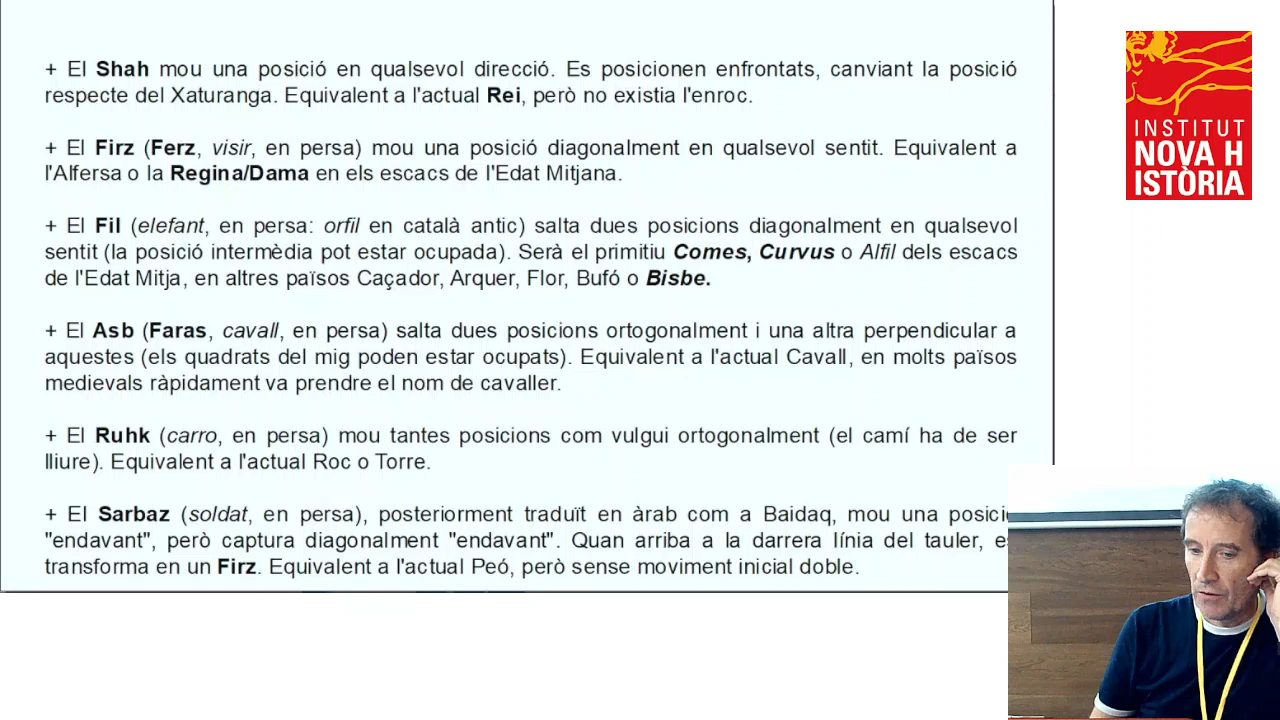 + El Shah mou una posició en qualsevol direcció. Es posicionen enfrontats, canviant la posició
respecte del Xaturanga. Equivalent a l'actual Rei, però no existia l'enroc.
+ El Firz (Ferz, visir, en persa) mou una posició diagonalment en qualsevol sentit. Equivalent a
l'Alfersa o la Regina/Dama en els escacs de l'Edat Mitjana.
+ El Fil (elefant, en persa: orfil en català antic) salta dues posicions diagonalment en qualsevol
sentit (la posició intermèdia pot estar ocupada). Serà el primitiu Comes, Curvus o Alfil dels escacs
de l'Edat Mitja, en altres països Caçador, Arquer, Flor, Bufó o Bisbe.
+ El Asb (Faras, cavall, en persa) salta dues posicions ortogonalment i una altra perpendicular a
aquestes (els quadrats del mig poden estar ocupats). Equivalent a l'actual Cavall, en molts països
medievals ràpidament va prendre el nom de cavaller.
+ El Ruhk (carro, en persa) mou tantes posicions com vulgui ortogonalment (el camí ha de ser
lliure). Equivalent a l'actual Roc o Torre.
+ El Sarbaz (soldat, en persa), posteriorment traduït en àrab com a Baidaq, mou una posici
"endavant", però captura diagonalment "endavant". Quan arriba a la darrera línia del tauler, e
transforma en un Firz. Equivalent a l'actual Peó, però sense moviment inicial doble.
INSTITUT
NOVA H
ISTÒRIA